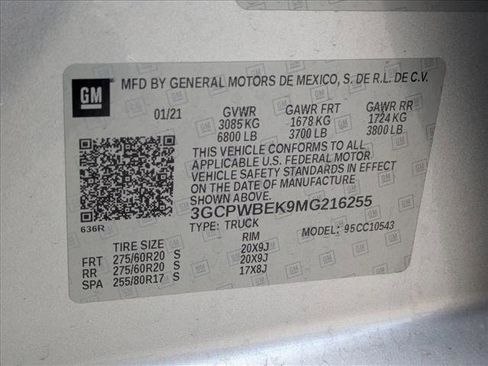 GM MFD BY GENERAL MOTORS DE MEXICO, S. DE R.L. DE C.V.
01/21 GVWR GAWR FRT GAWR RR
3085 KG 1678 KG 1724 KG
6800 LB 3700 LB 3800 LB
THIS VEHICLE CONFORMS TO ALL
APPLICABLE U.S. FEDERAL MOTOR
VEHICLE SAFETY STANDARDS IN EFFECT
ON THE DATE OF MANUFACTURE
SHOWN ABOVE.
3GCPWBEK9MG216255
636R TYPE: TRUCK MODEL: 95CC10543
TIRE SIZE RIM
FRT 275/60R20 S 20X9J
RR 275/60R20 S 20X9J
SPA 255/80R17 S 17X8J